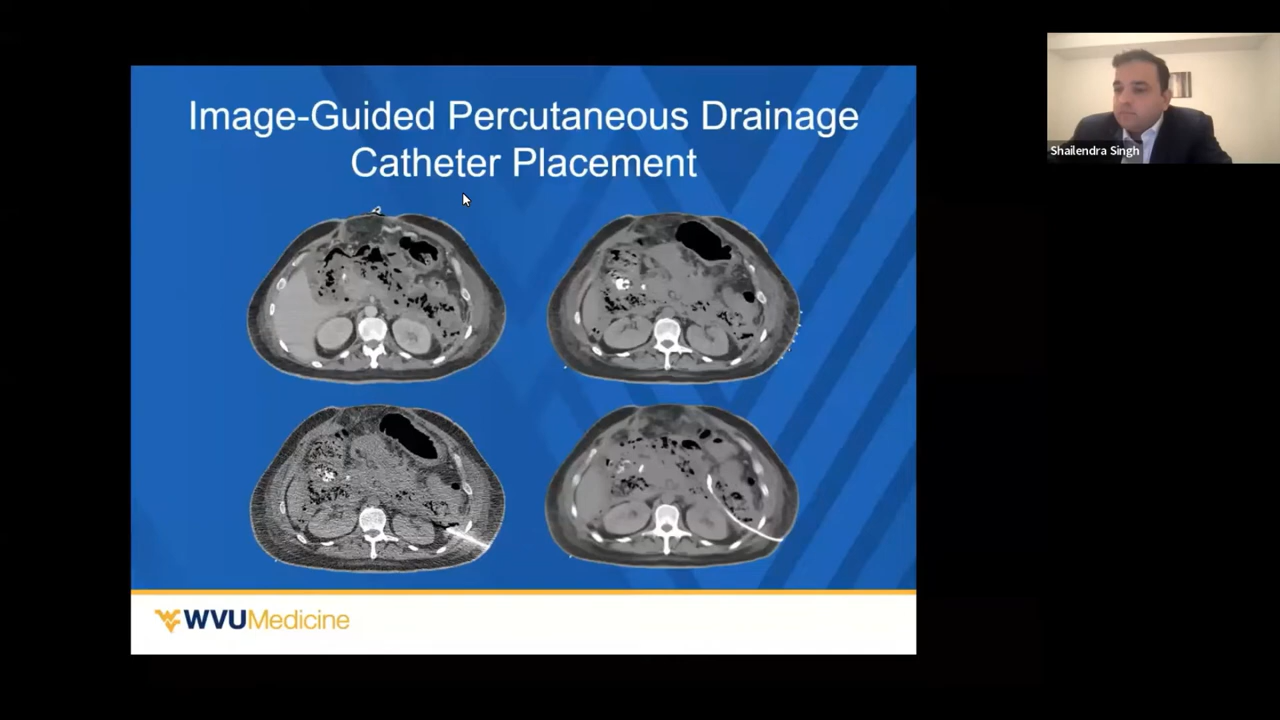 Image-Guided Percutaneous Drainage
Catheter Placement
Shailendra Singh
WVUMedicine